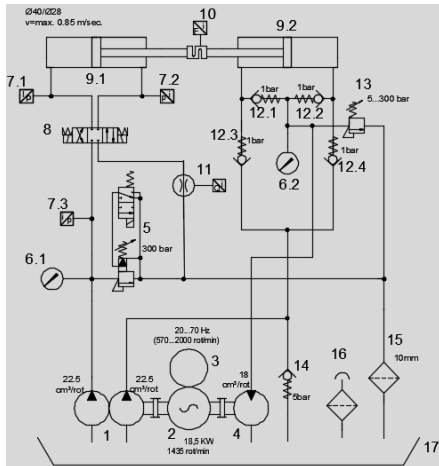 Ø40/Ø28
v=max. 0.85 m/sec.
10
9.2
7.1
9.1
7.2
8
1bar
1bar
13
5...300 bar
12.1
12.2
12.3
1bar
1bar
11
12.4
6.2
7.3
5
300 bar
6.1
20...70 Hz
(570...2000 rot/min)
22.5
cm³/rot
22.5
cm³/rot
3
18
cm³/rot
14
5bar
16
15
10mm
1
2
4
18,5 KW
1435 rot/min
17